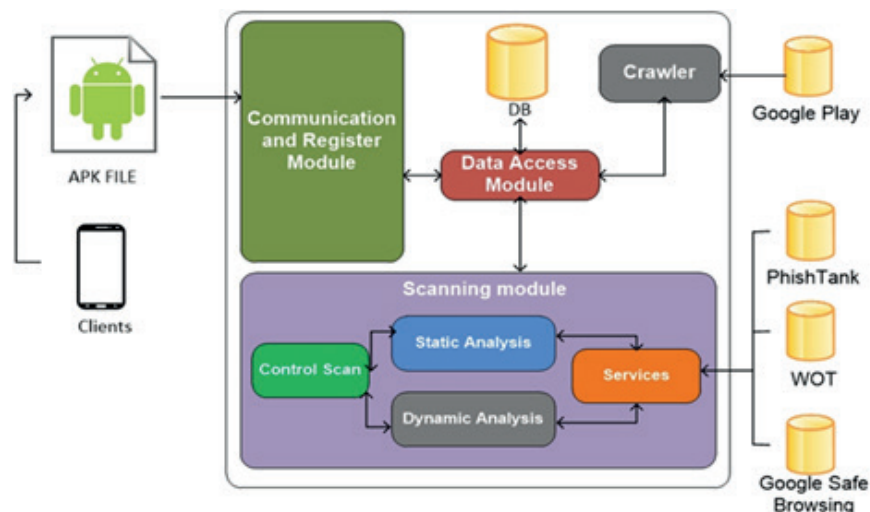 APK FILE
Clients
Communication
and Register
Module
DB
Data Access
Module
Crawler
Google Play
Scanning module
Control Scan
Static Analysis
Dynamic Analysis
Services
PhishTank
WOT
Google Safe
Browsing